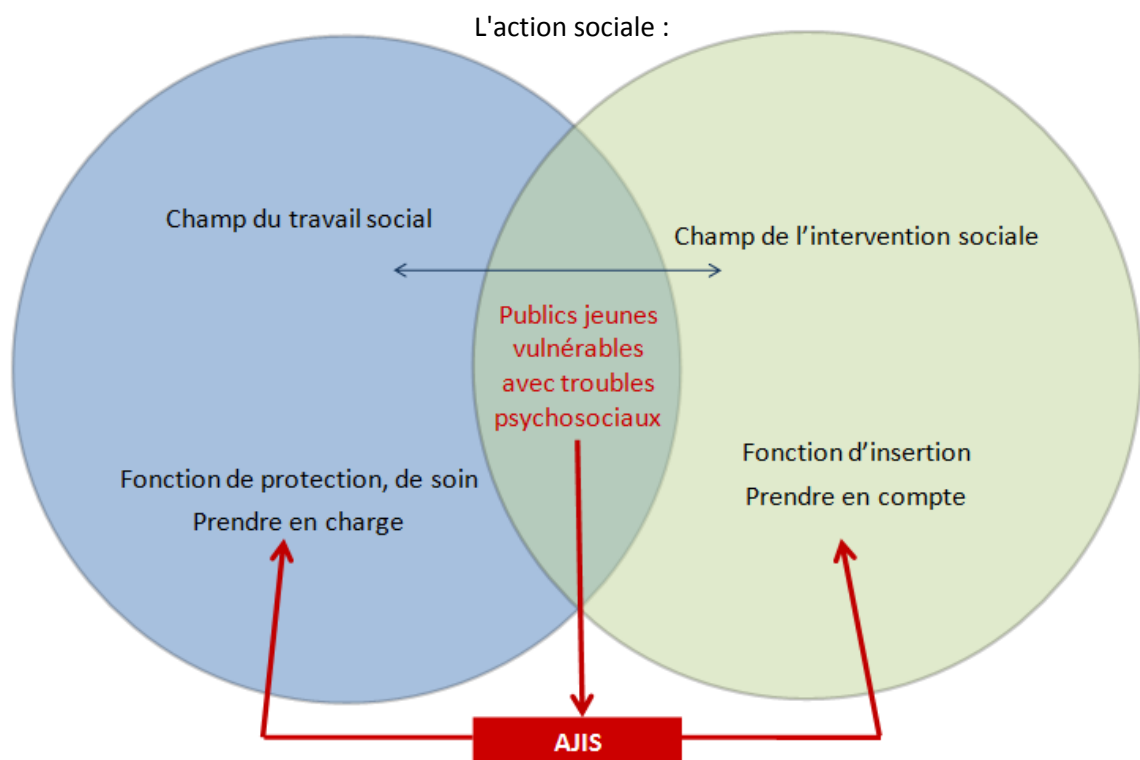 L'action sociale :
Champ du travail social
Champ de l’intervention sociale
Publics jeunes
vulnérables
avec troubles
psychosociaux
Fonction de protection, de soin
Prendre en charge
Fonction d’insertion
Prendre en compte
AJIS